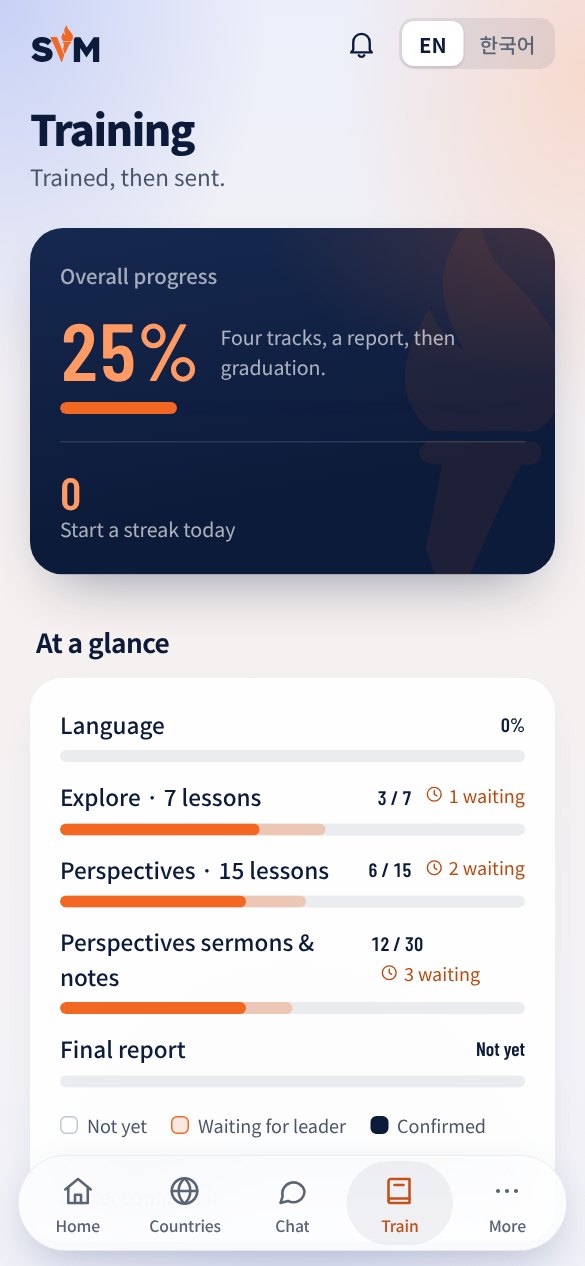 SVM
EN
한국어
Training
Trained, then sent.
Overall progress
25%
Four tracks, a report, then
graduation.
0
Start a streak today
At a glance
Language 0%
Explore · 7 lessons 3 / 7 1 waiting
Perspectives · 15 lessons 6 / 15 2 waiting
Perspectives sermons & 12 / 30
notes 3 waiting
Final report Not yet
Not yet Waiting for leader Confirmed
Home Countries Chat Train More